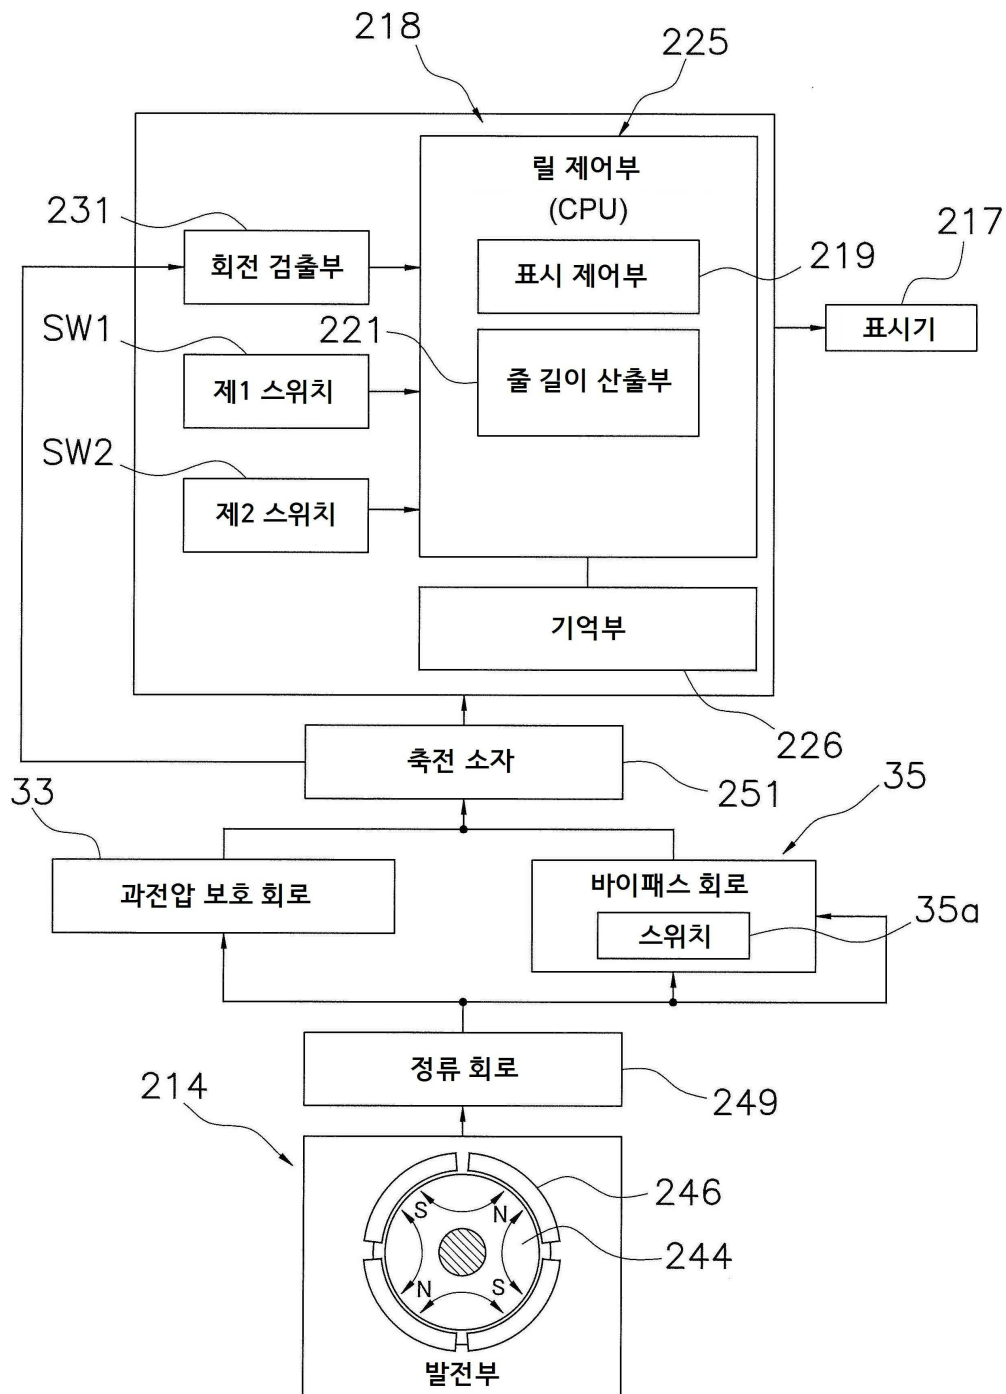 218
225
릴 제어부
(CPU)
231
회전 검출부
표시 제어부
219
217
표시기
SW1
제1 스위치
221
줄 길이 산출부
SW2
제2 스위치
기억부
226
축전 소자
251
33
과전압 보호 회로
35
바이패스 회로
스위치
35a
정류 회로
249
214
246
244
S
N
N
S
발전부